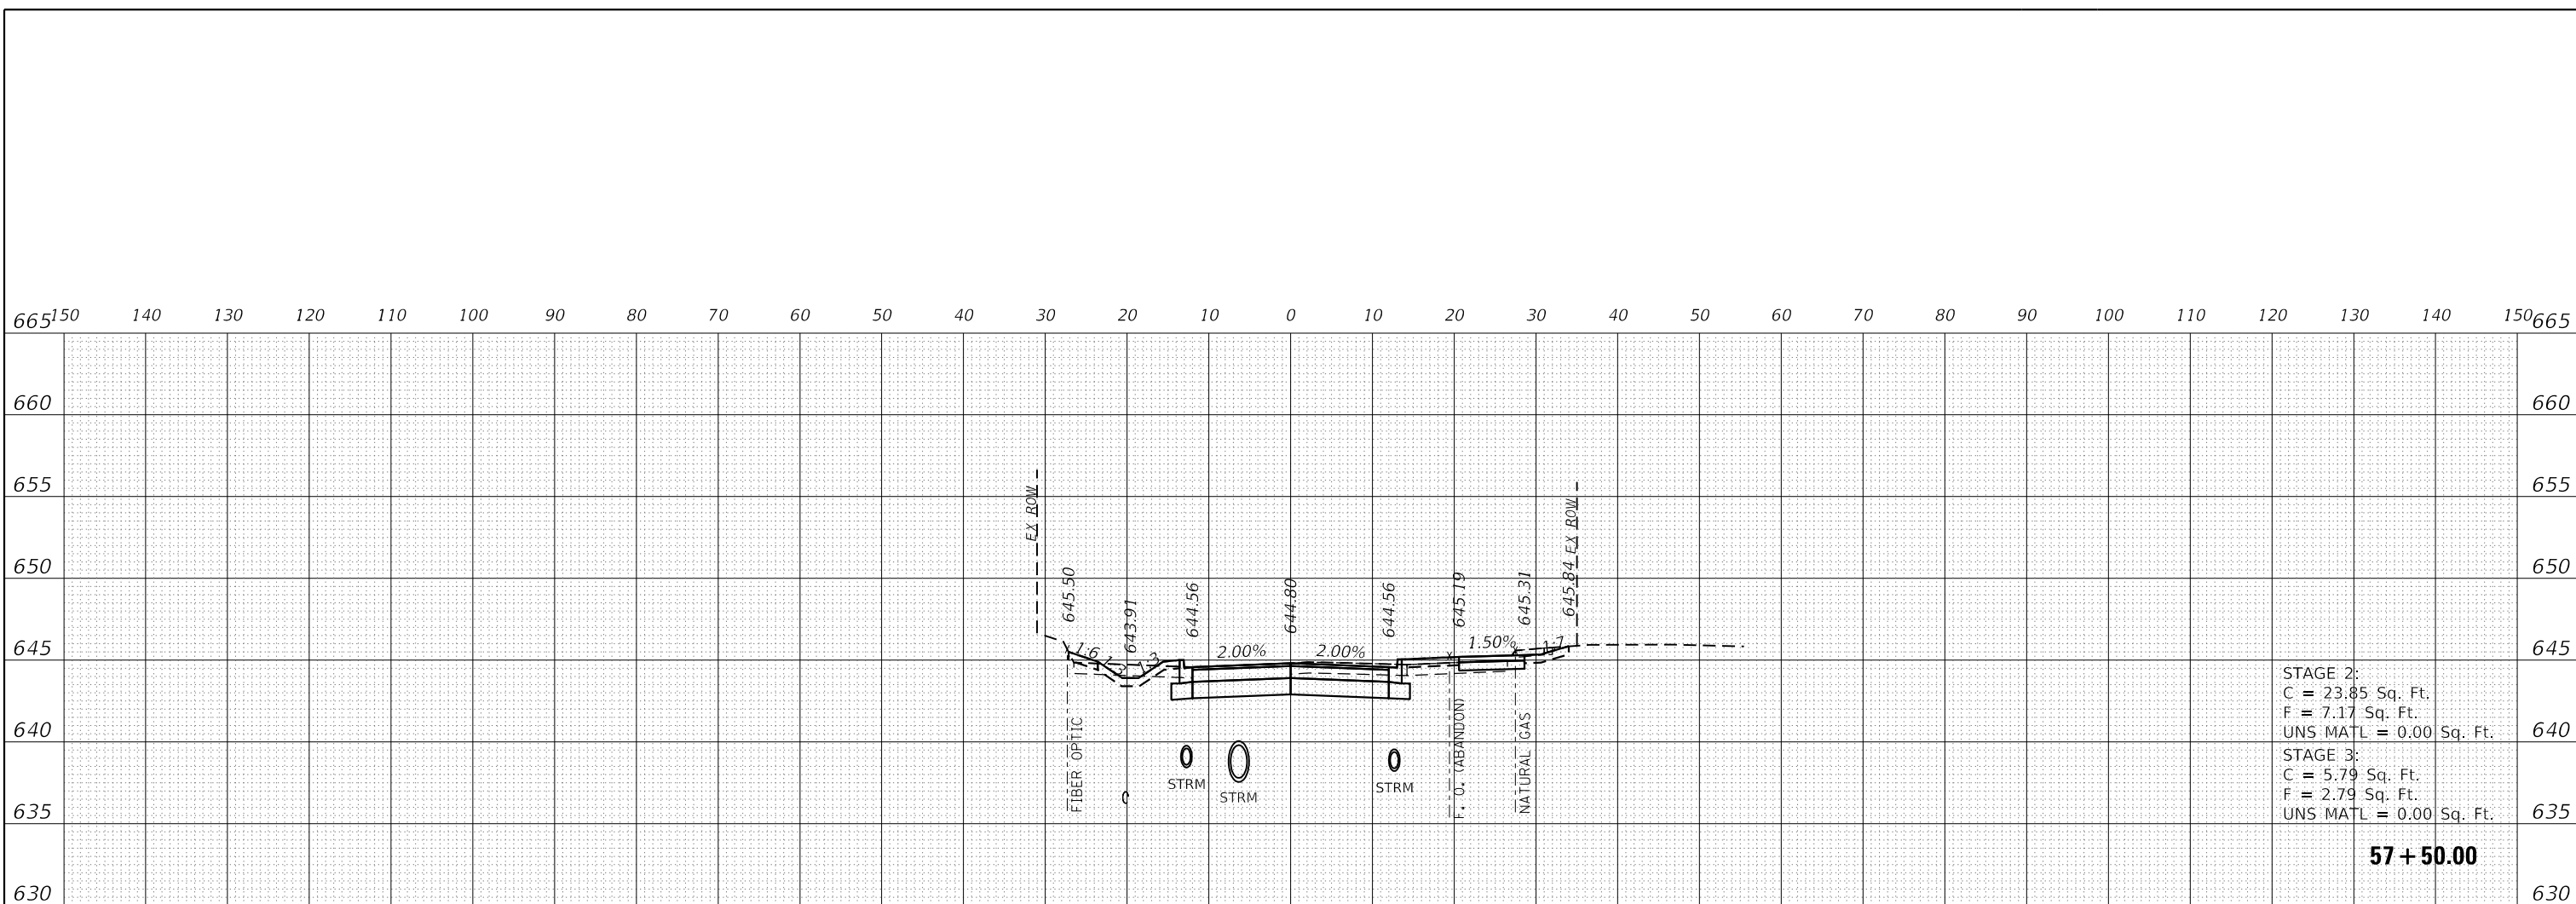 150 140 130 120 110 100 90 80 70 60 50 40 30 20 10 0 10 20 30 40 50 60 70 80 90 100 110 120 130 140 150
665 665
660 660
655 655
650 650
645 645
640 640
635 635
630 630
EX ROW
645.50
643.91
644.56
644.80
644.56
645.19
645.31
645.84 EX ROW
1:6
1:3
2.00%
2.00%
1.50%
1:7
FIBER OPTIC
STRM
STRM
STRM
F. O. (ABANDON)
NATURAL GAS
STAGE 2:
C = 23.85 Sq. Ft.
F = 7.17 Sq. Ft.
UNS MATL = 0.00 Sq. Ft.
STAGE 3:
C = 5.79 Sq. Ft.
F = 2.79 Sq. Ft.
UNS MATL = 0.00 Sq. Ft.
57+50.00